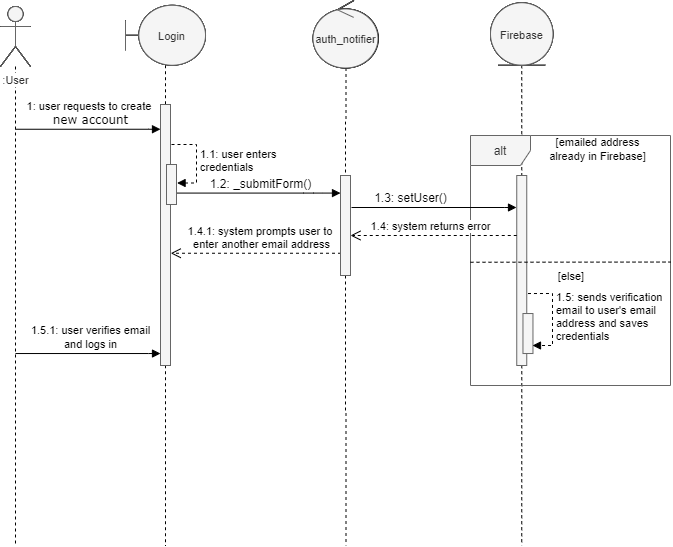 Login
auth_notifier
Firebase
:User
1: user requests to create
new account
1.1: user enters
credentials
1.2: _submitForm()
alt
[emailed address
already in Firebase]
1.3: setUser()
1.4: system returns error
1.4.1: system prompts user to
enter another email address
[else]
1.5: sends verification
email to user's email
address and saves
credentials
1.5.1: user verifies email
and logs in